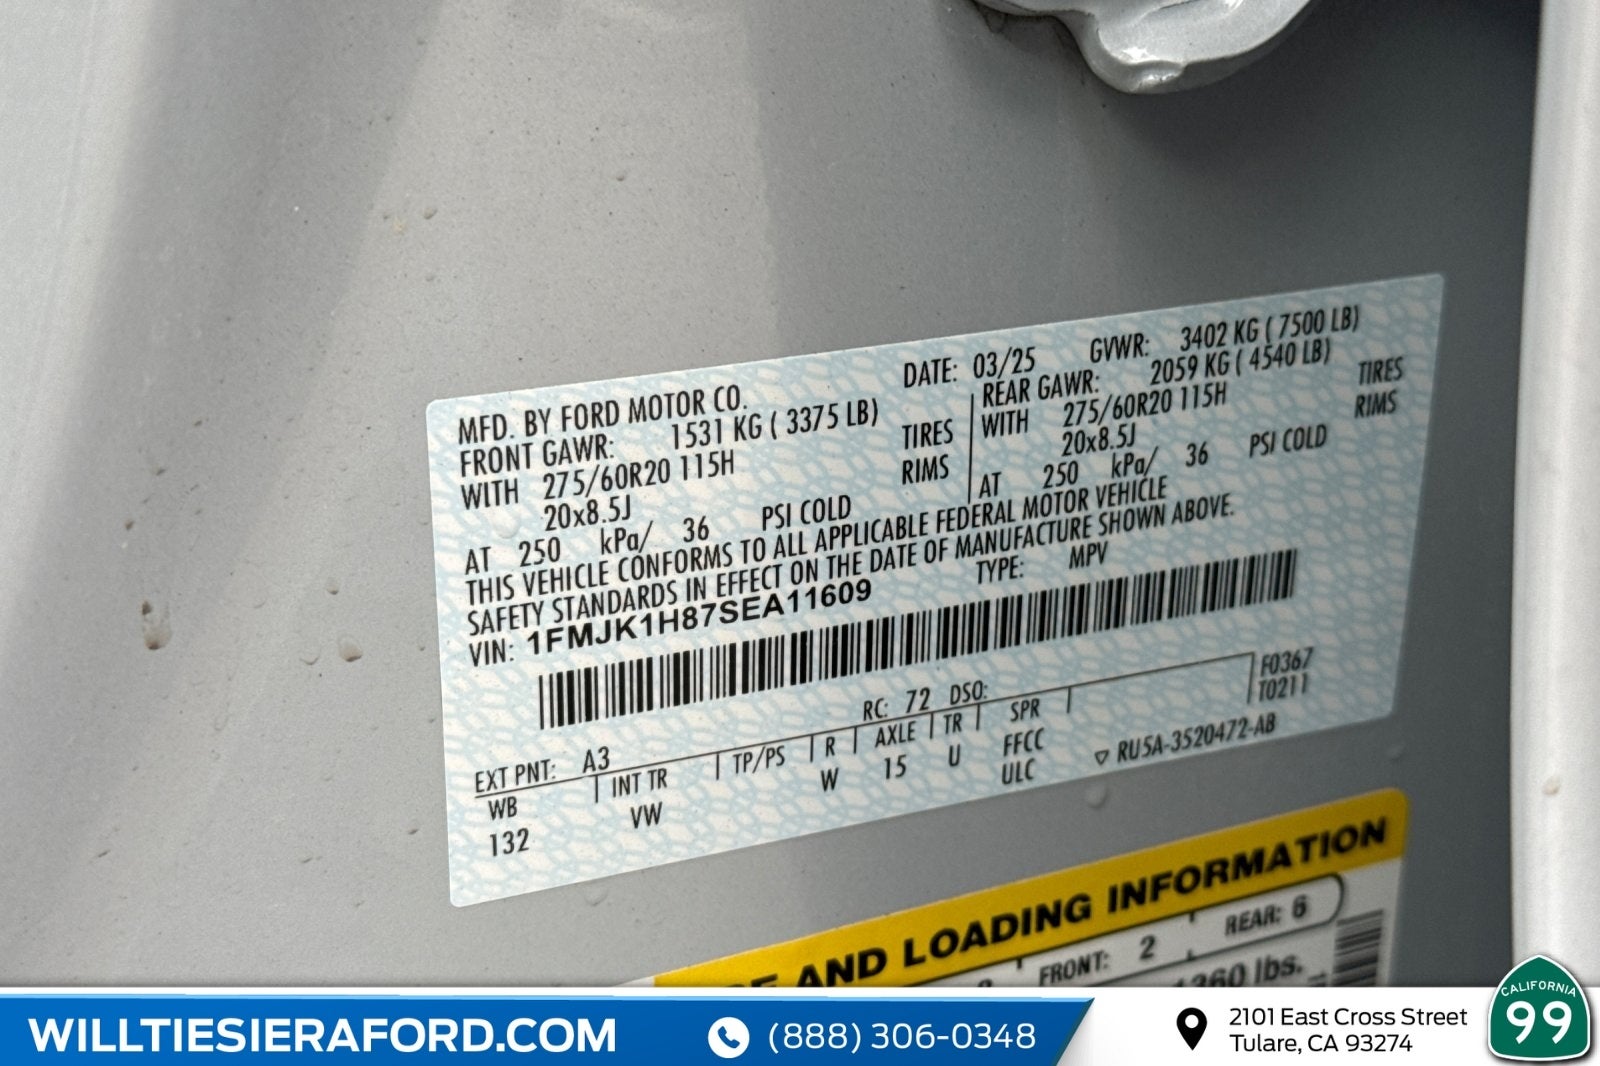 MFD. BY FORD MOTOR CO. DATE: 03/25 GVWR: 3402 KG ( 7500 LB)
FRONT GAWR: 1531 KG ( 3375 LB) REAR GAWR: 2059 KG ( 4540 LB)
WITH 275/60R20 115H TIRES WITH 275/60R20 115H TIRES
20x8.5J RIMS 20x8.5J RIMS
AT 250 kPa/ 36 PSI COLD AT 250 kPa/ 36 PSI COLD
THIS VEHICLE CONFORMS TO ALL APPLICABLE FEDERAL MOTOR VEHICLE
SAFETY STANDARDS IN EFFECT ON THE DATE OF MANUFACTURE SHOWN ABOVE.
VIN: 1FMJK1H87SEA11609 TYPE: MPV
F0367
T0211
EXT PNT: A3 RC: 72 DSO:
WB INT TR TP/PS R AXLE TR SPR
132 VW W 15 U FFCC
ULC
▽ RU5A-3520472-AB
AND LOADING INFORMATION
FRONT: 2 REAR: 6
lbs.
WILLTIESIERAFORD.COM (888) 306-0348
2101 East Cross Street
Tulare, CA 93274
CALIFORNIA
99